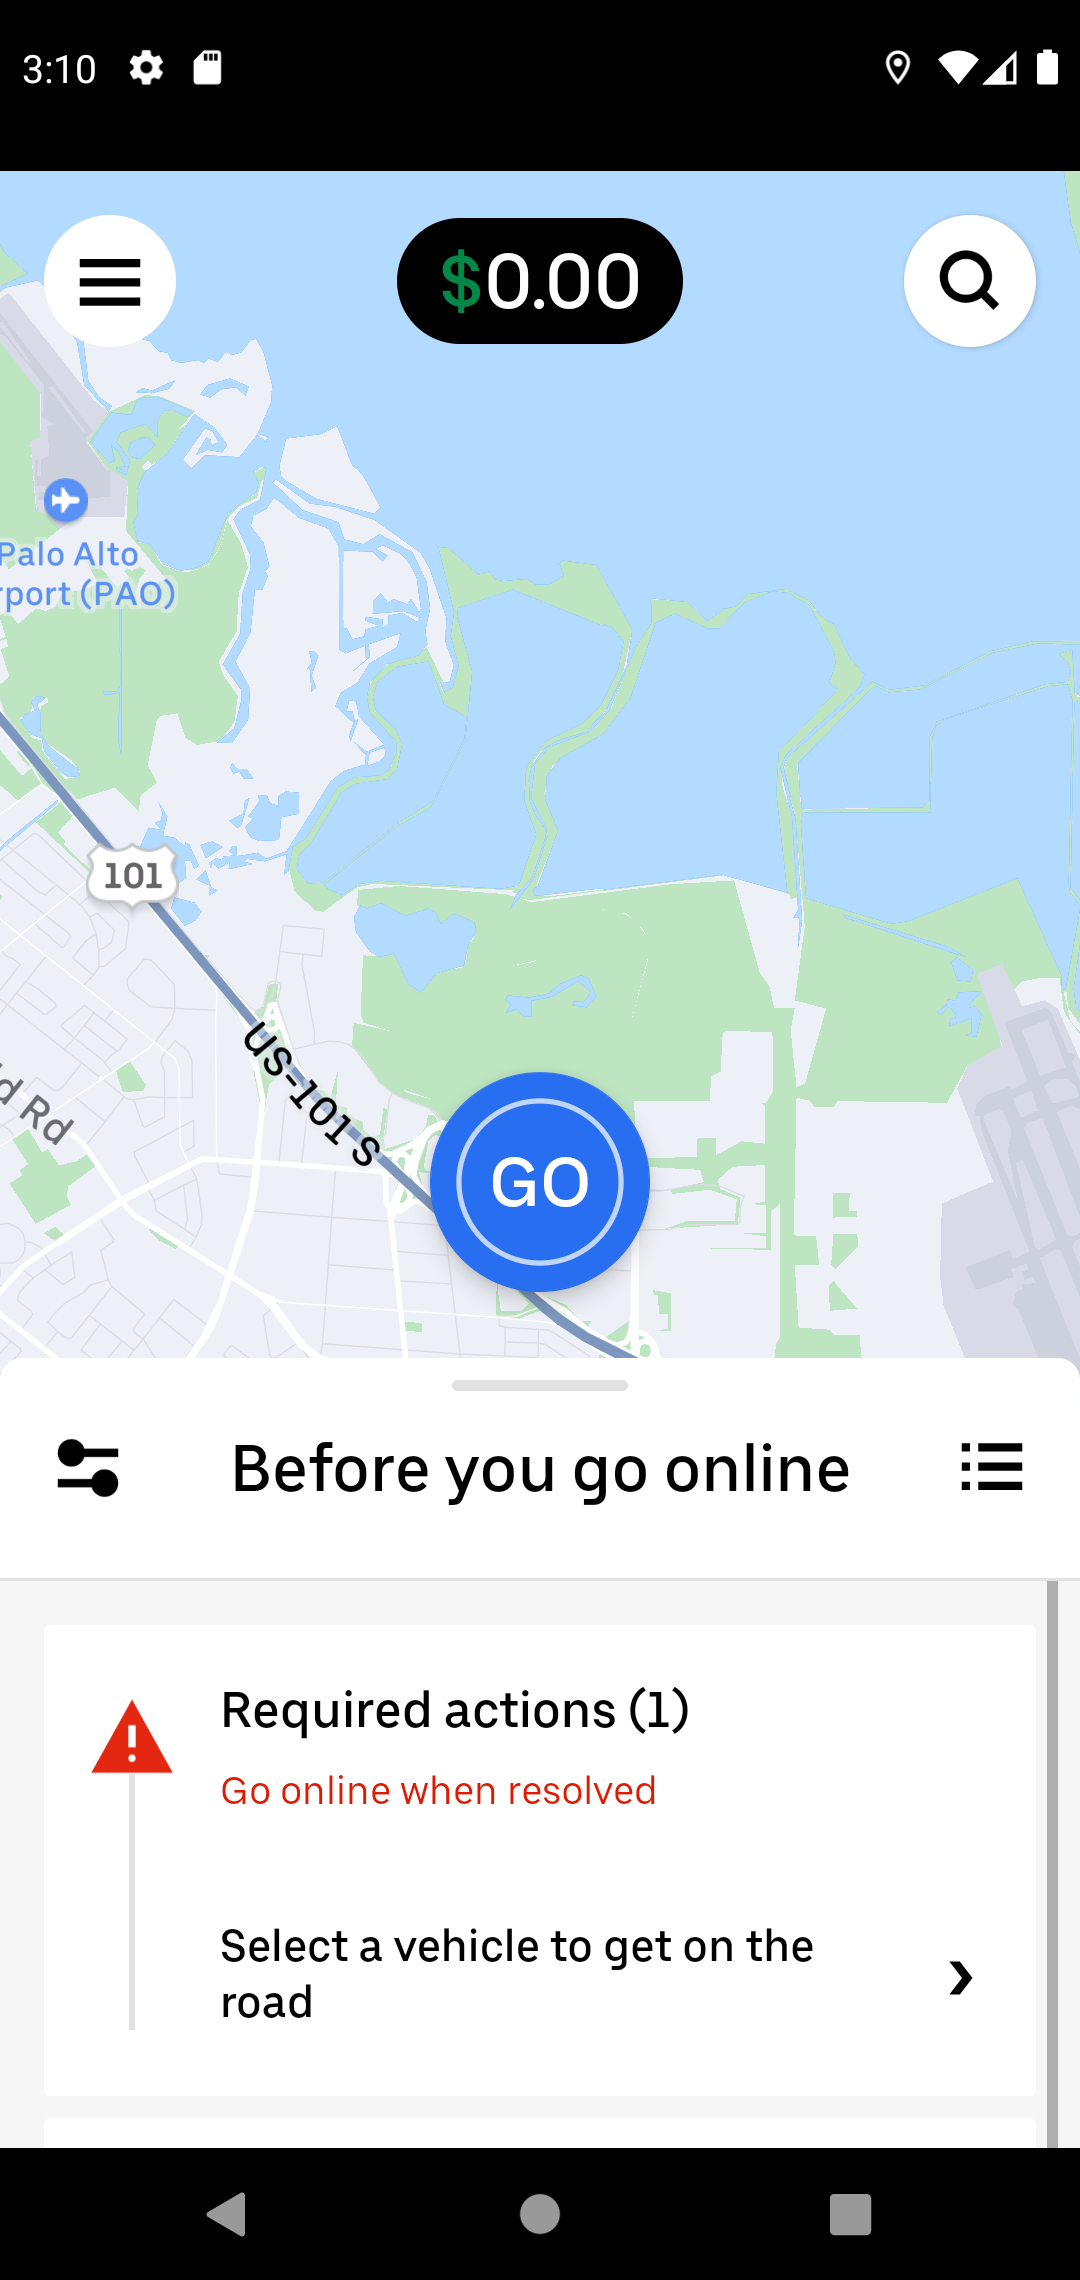 3:10
$0.00
Palo Alto
rport (PAO)
101
US-101 S
ld Rd
GO
Before you go online
Required actions (1)
Go online when resolved
Select a vehicle to get on the
road